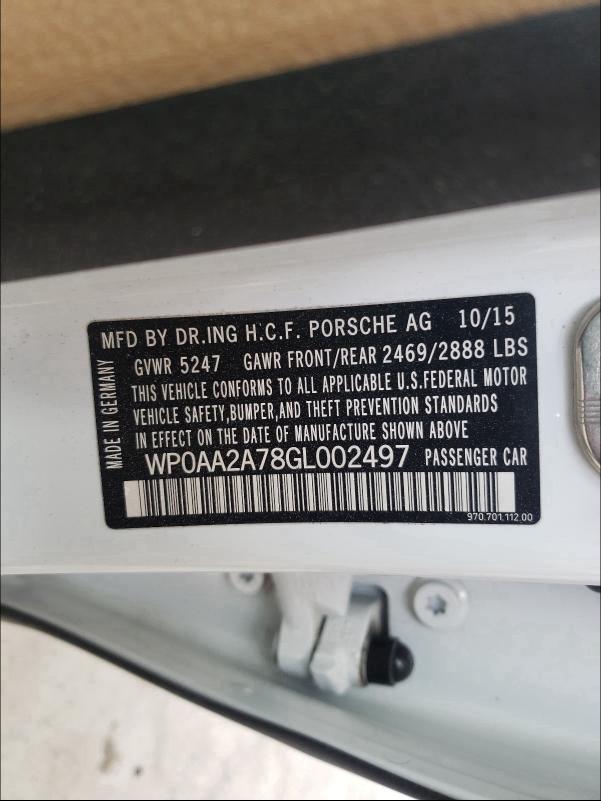 MFD BY DR.ING H.C.F. PORSCHE AG 10/15
GVWR 5247 GAWR FRONT/REAR 2469/2888 LBS
THIS VEHICLE CONFORMS TO ALL APPLICABLE U.S.FEDERAL MOTOR
VEHICLE SAFETY,BUMPER,AND THEFT PREVENTION STANDARDS
IN EFFECT ON THE DATE OF MANUFACTURE SHOWN ABOVE
WP0AA2A78GL002497 PASSENGER CAR
970.701.112.00
MADE IN GERMANY